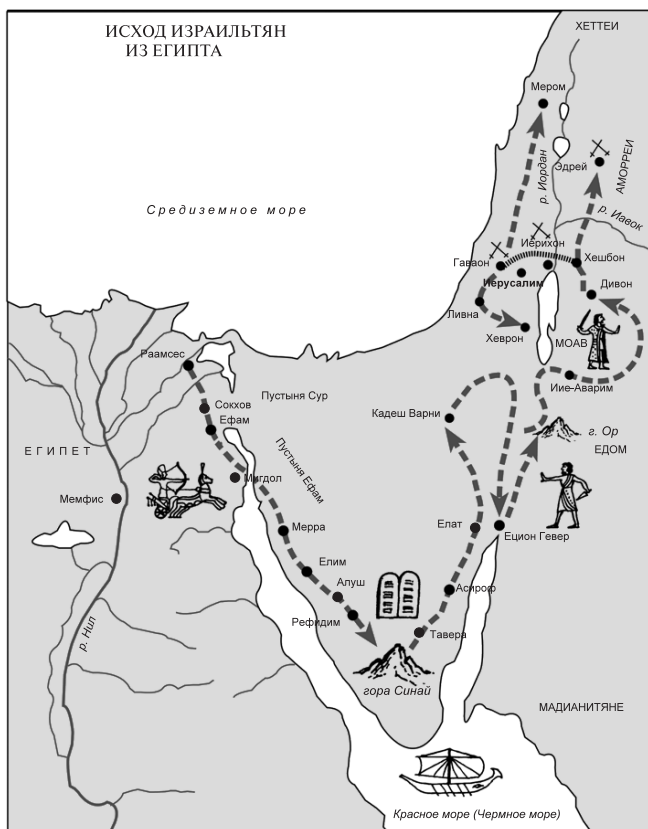 ИСХОД ИЗРАИЛЬТЯН
ИЗ ЕГИПТА
ХЕТТЕИ
Мером
Эдрей
АМОРРЕИ
р. Иордан
р. Иавок
Средиземное море
Иерихон
Гаваон
Хешбон
Иерусалим
Дивон
Ливна
Хеврон
МОАВ
Раамсес
Иие-Аварим
Пустыня Сур
Сокхов
Кадеш Варни
Ефам
г. Ор
ЕГИПЕТ
ЕДОМ
Пустыня Ефам
Мигдол
Мемфис
Мерра
Елат
Ецион Гевер
Елим
Алуш
Асироф
Рефидим
Тавера
р. Нил
гора Синай
МАДИАНИТЯНЕ
Красное море (Чермное море)